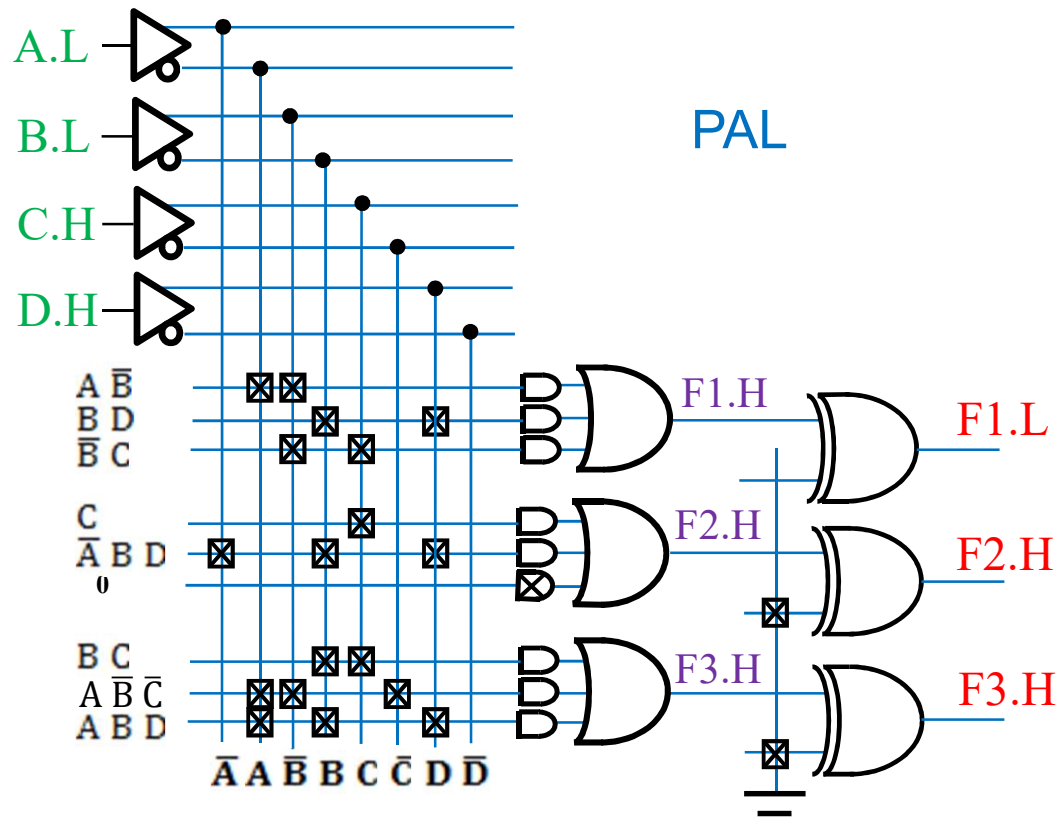 A.L
B.L
PAL
C.H
D.H
A B̅
B D
B̅ C
F1.H
F1.L
C
A̅ B D
0
F2.H
F2.H
B C
A B̅ C̅
A B D
F3.H
F3.H
A̅ A B̅ B C C̅ D D̅